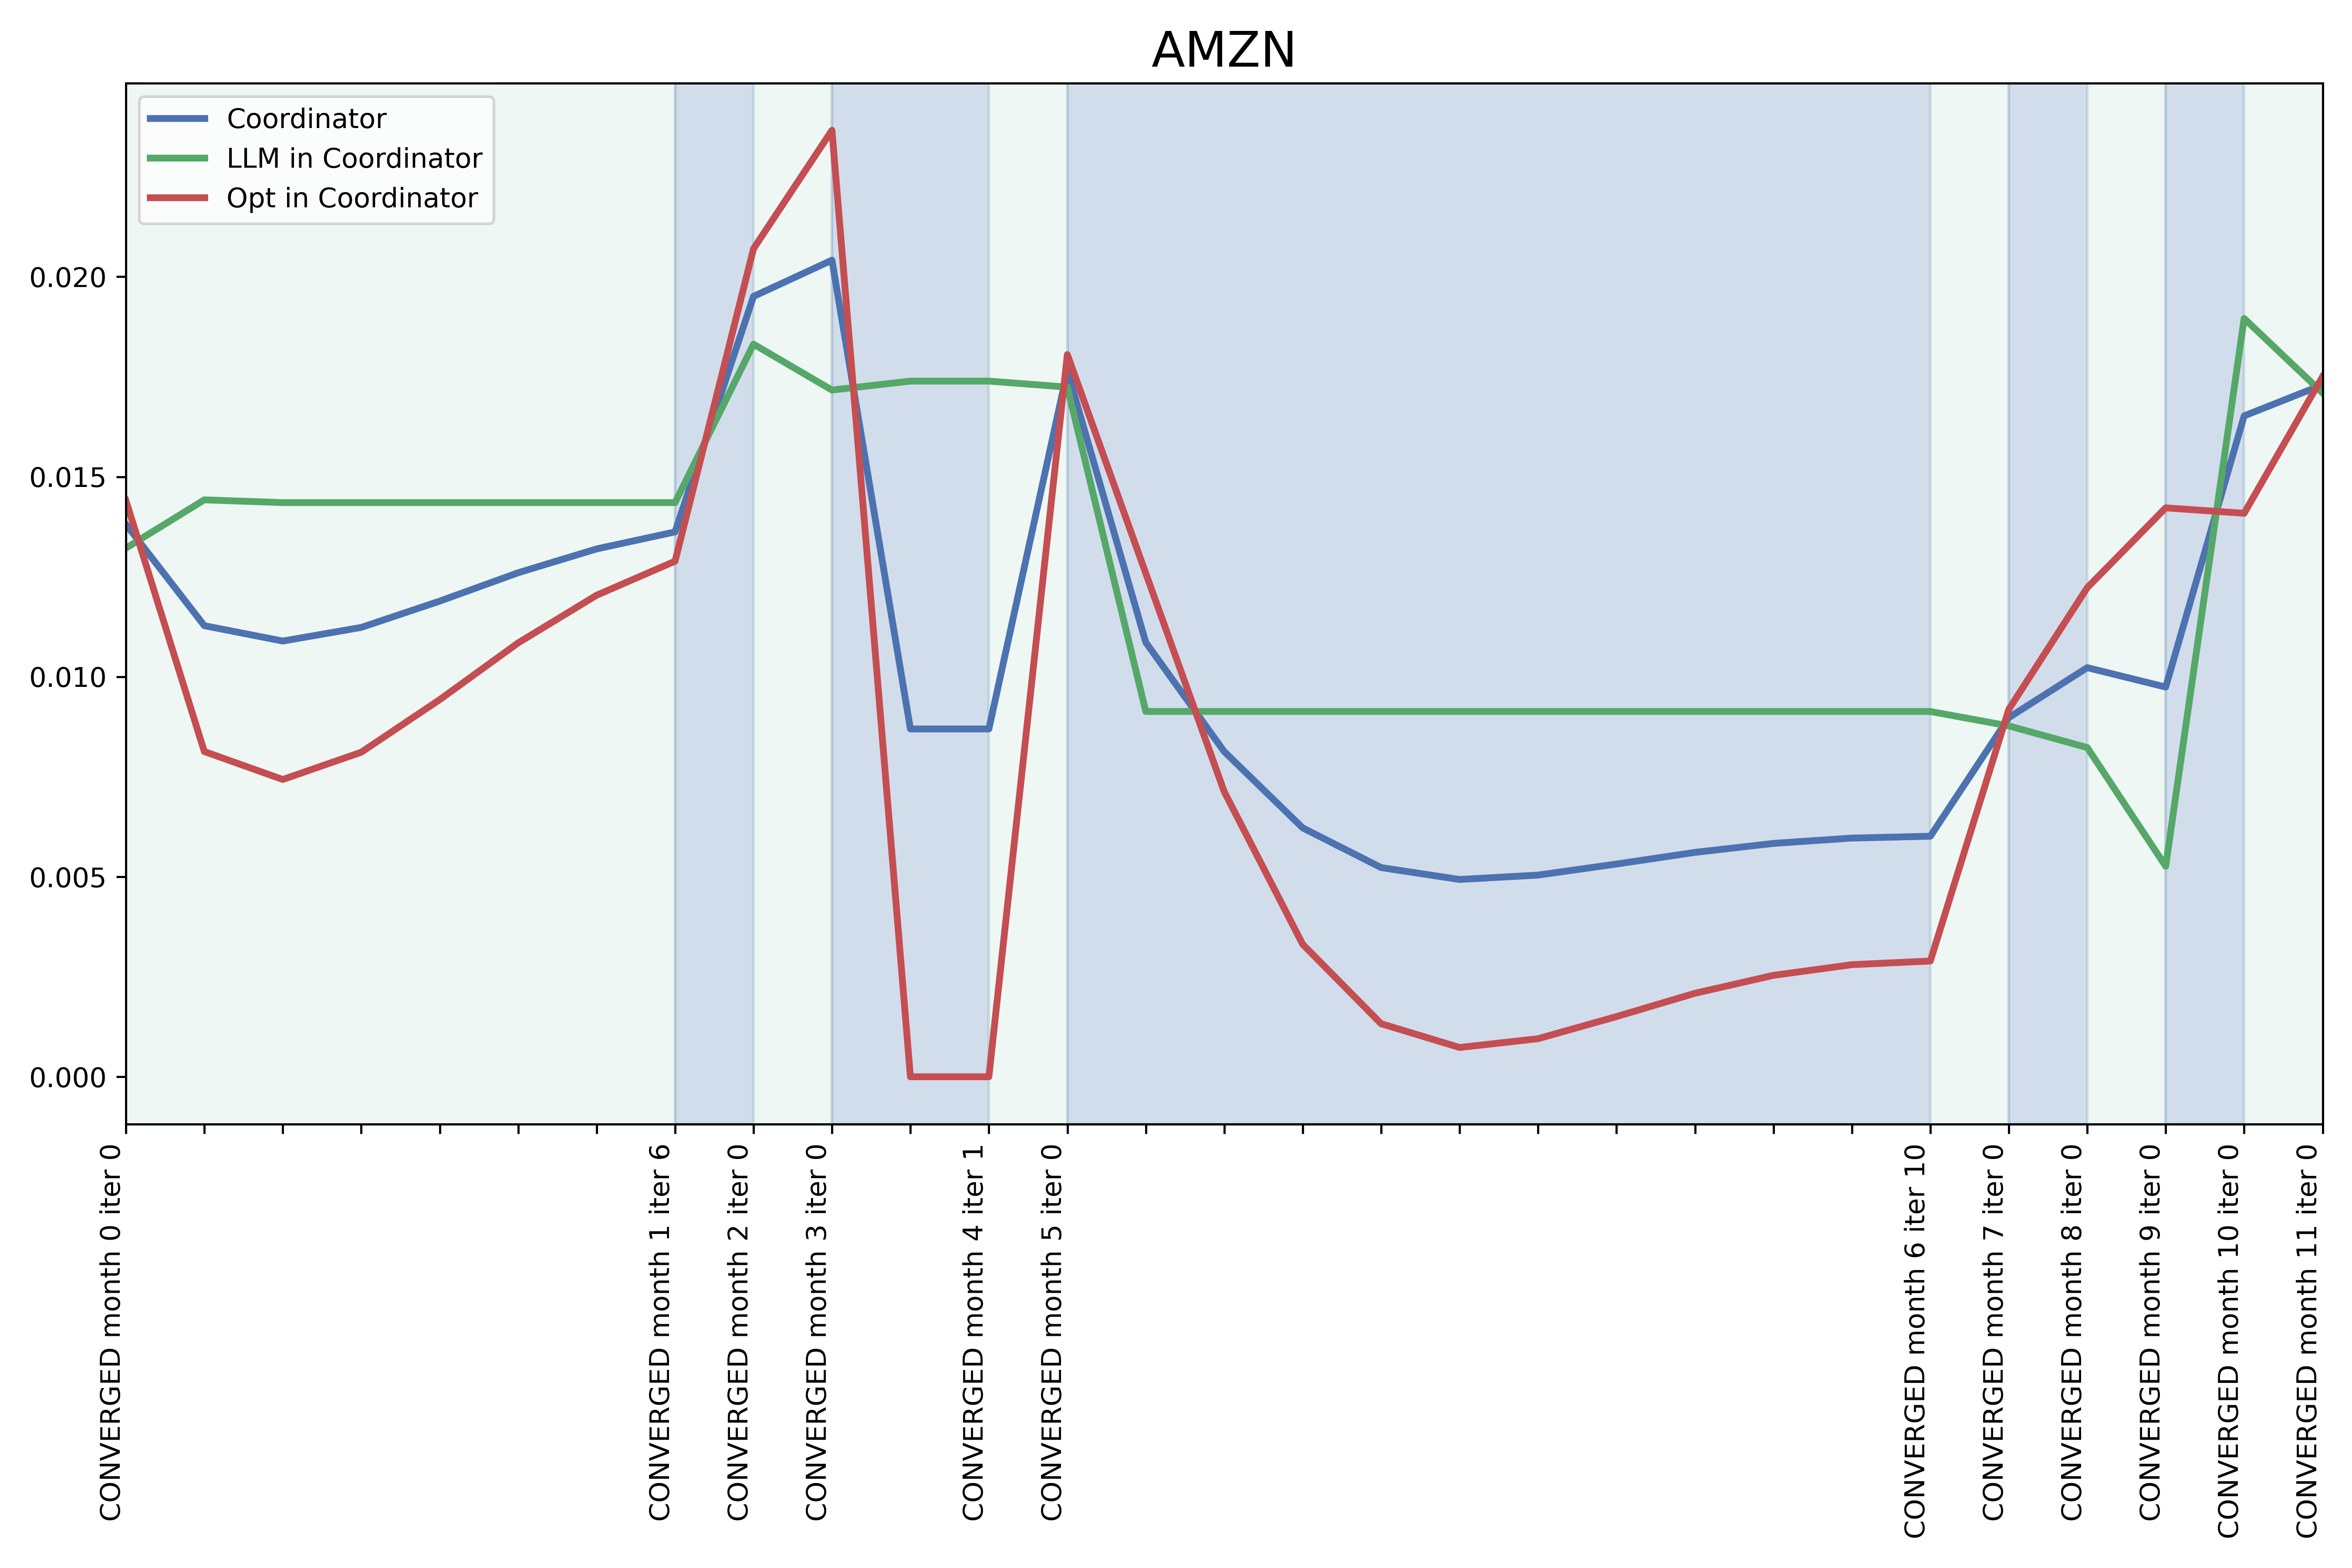 AMZN
Coordinator
LLM in Coordinator
Opt in Coordinator
0.020
0.015
0.010
0.005
0.000
CONVERGED month 0 iter 0
CONVERGED month 1 iter 6
CONVERGED month 2 iter 0
CONVERGED month 3 iter 0
CONVERGED month 4 iter 1
CONVERGED month 5 iter 0
CONVERGED month 6 iter 10
CONVERGED month 7 iter 0
CONVERGED month 8 iter 0
CONVERGED month 9 iter 0
CONVERGED month 10 iter 0
CONVERGED month 11 iter 0